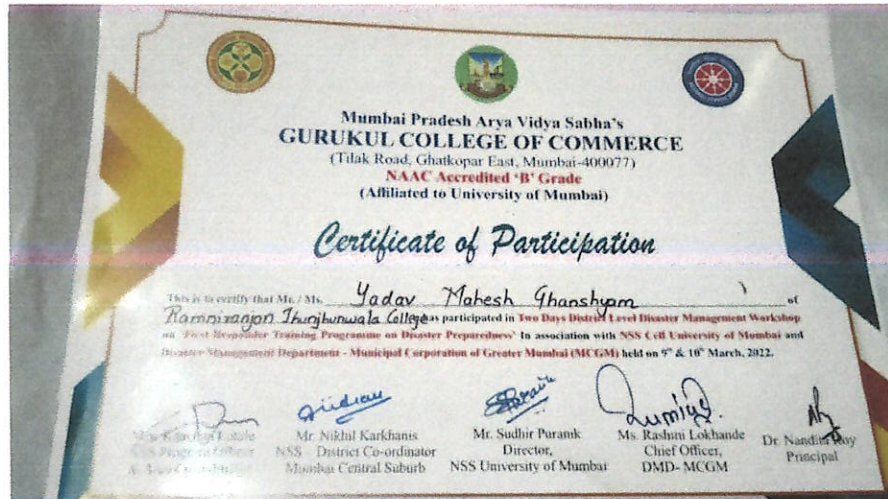 Mumbai Pradesh Arya Vidya Sabha's
GURUKUL COLLEGE OF COMMERCE
(Tilak Road, Ghatkopar East, Mumbai-400077)
NAAC Accredited 'B' Grade
(Affiliated to University of Mumbai)
Certificate of Participation
This is to certify that Mr. / Ms. Yadav Mahesh Ghanshyam of
Ramniranjan Jhunjhunwala College has participated in Two Days District Level Disaster Management Workshop
on 'First Responder Training Programme on Disaster Preparedness' In association with NSS Cell University of Mumbai and
Disaster Management Department - Municipal Corporation of Greater Mumbai (MCGM) held on 9th & 10th March, 2022.
Mr. Nikhil Karkhanis
NSS - District Co-ordinator
Mumbai Central Suburb
Mr. Sudhir Puranik
Director,
NSS University of Mumbai
Ms. Rashmi Lokhande
Chief Officer,
DMD- MCGM
Dr. Nandita Roy
Principal